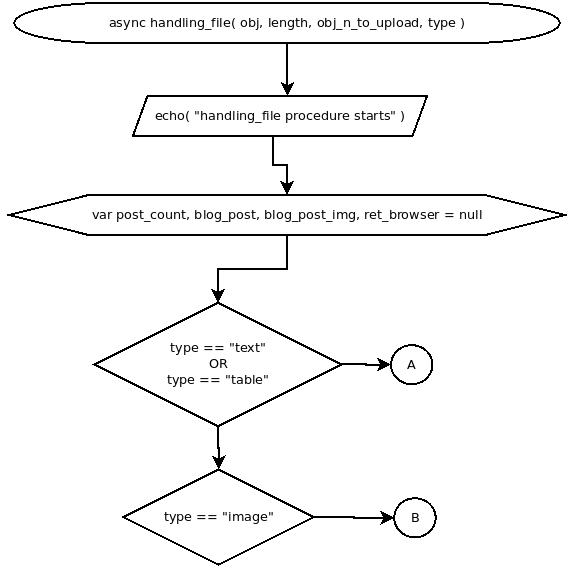 async handling_file( obj, length, obj_n_to_upload, type )
echo( "handling_file procedure starts" )
var post_count, blog_post, blog_post_img, ret_browser = null
type == "text"
OR
type == "table"
A
type == "image"
B